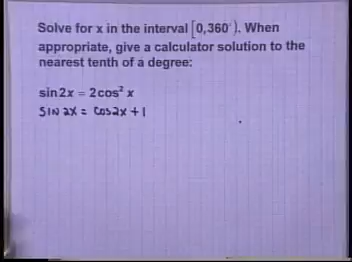 Solve for x in the interval [0,360°). When
appropriate, give a calculator solution to the
nearest tenth of a degree:
sin2x = 2cos² x
SIN 2X = COS2X + 1